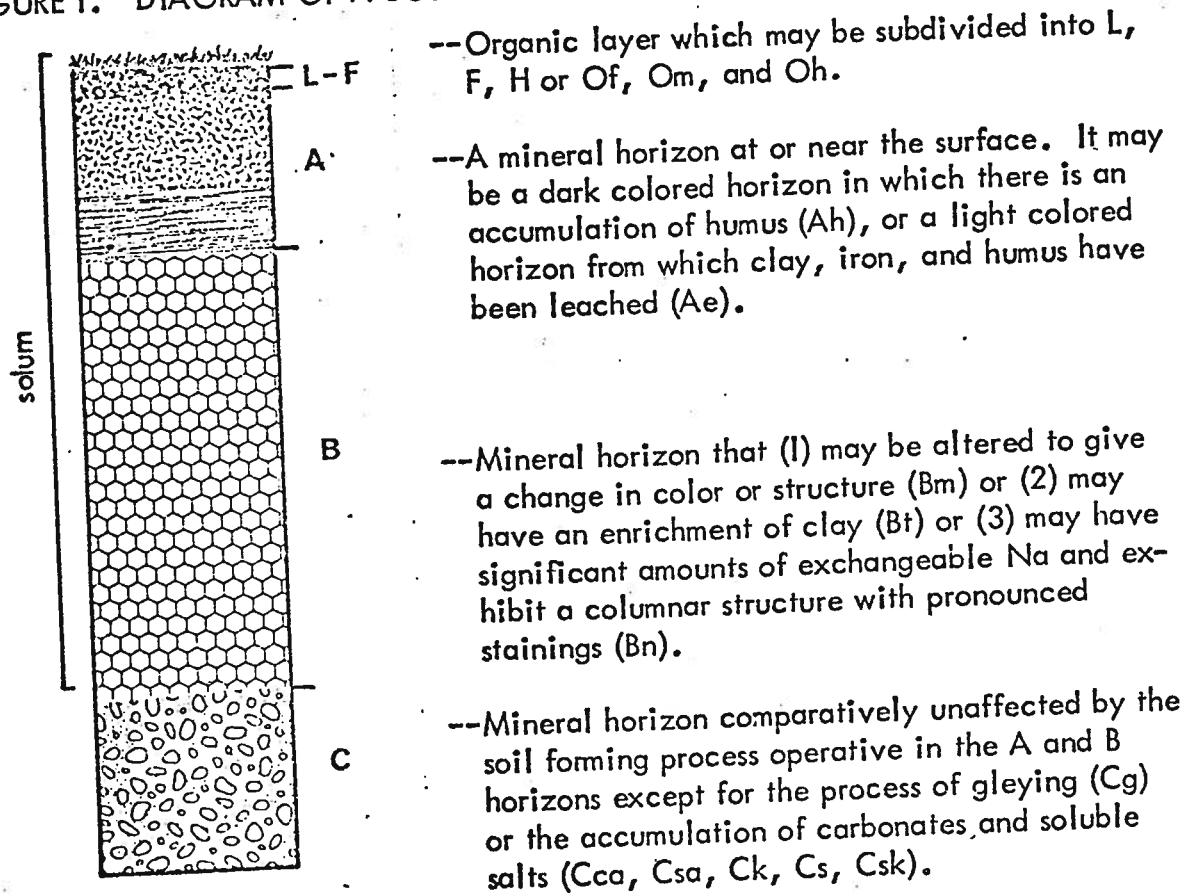 DIAGRAM OF A
--Organic layer which may be subdivided into L,
F, H or Of, Om, and Oh.
L-F
A
--A mineral horizon at or near the surface. It may
be a dark colored horizon in which there is an
accumulation of humus (Ah), or a light colored
horizon from which clay, iron, and humus have
been leached (Ae).
solum
B
--Mineral horizon that (1) may be altered to give
a change in color or structure (Bm) or (2) may
have an enrichment of clay (Bt) or (3) may have
significant amounts of exchangeable Na and ex-
hibit a columnar structure with pronounced
stainings (Bn).
C
--Mineral horizon comparatively unaffected by the
soil forming process operative in the A and B
horizons except for the process of gleying (Cg)
or the accumulation of carbonates and soluble
salts (Cca, Csa, Ck, Cs, Csk).